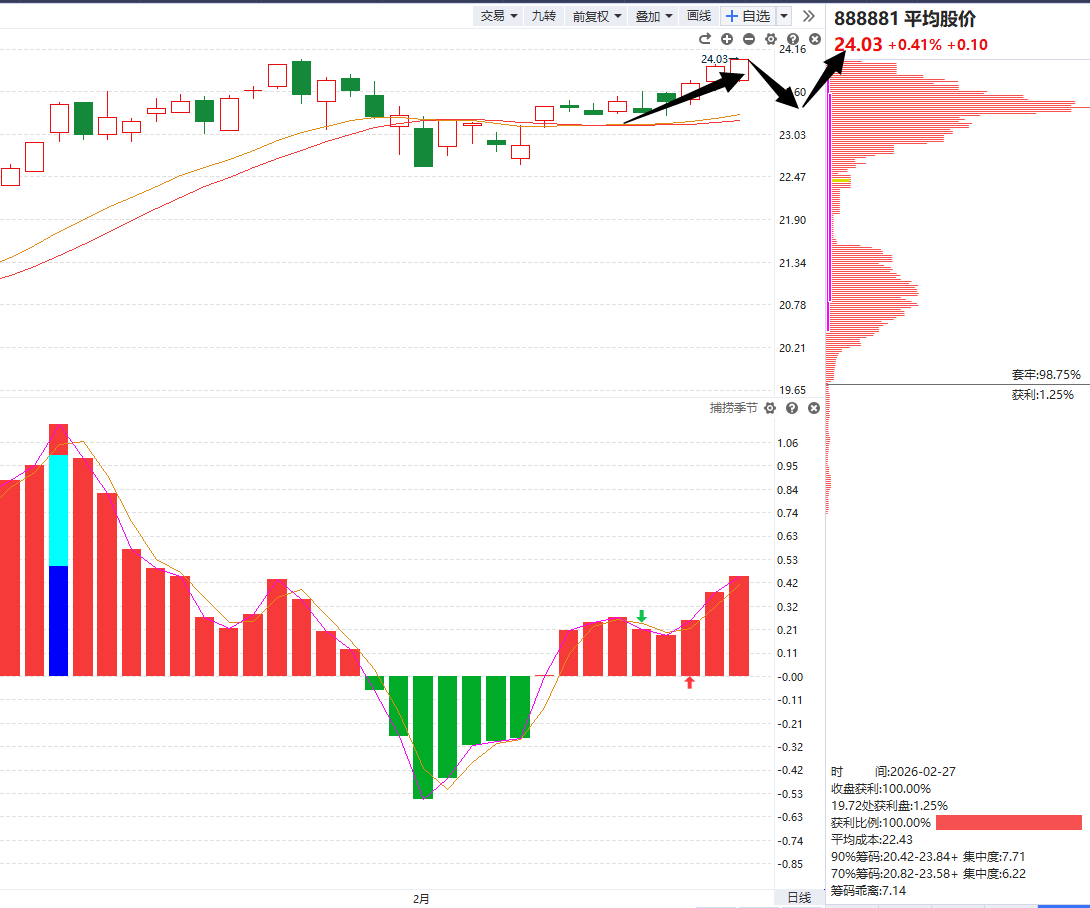 交易 九转 前复权 叠加 画线 + 自选
888881 平均股价
24.03 +0.41% +0.10
24.03→
24.16
23.03
22.47
21.90
21.34
20.78
20.21
19.65
套牢:98.75%
获利:1.25%
捕捞季节
1.06
0.95
0.84
0.74
0.63
0.53
0.42
0.32
0.21
0.11
-0.00
-0.11
-0.21
-0.32
-0.42
-0.53
-0.63
-0.74
-0.85
时 间:2026-02-27
收盘获利:100.00%
19.72处获利盘:1.25%
获利比例:100.00%
平均成本:22.43
90%筹码:20.42-23.84+ 集中度:7.71
70%筹码:20.82-23.58+ 集中度:6.22
筹码乖离:7.14
2月
日线